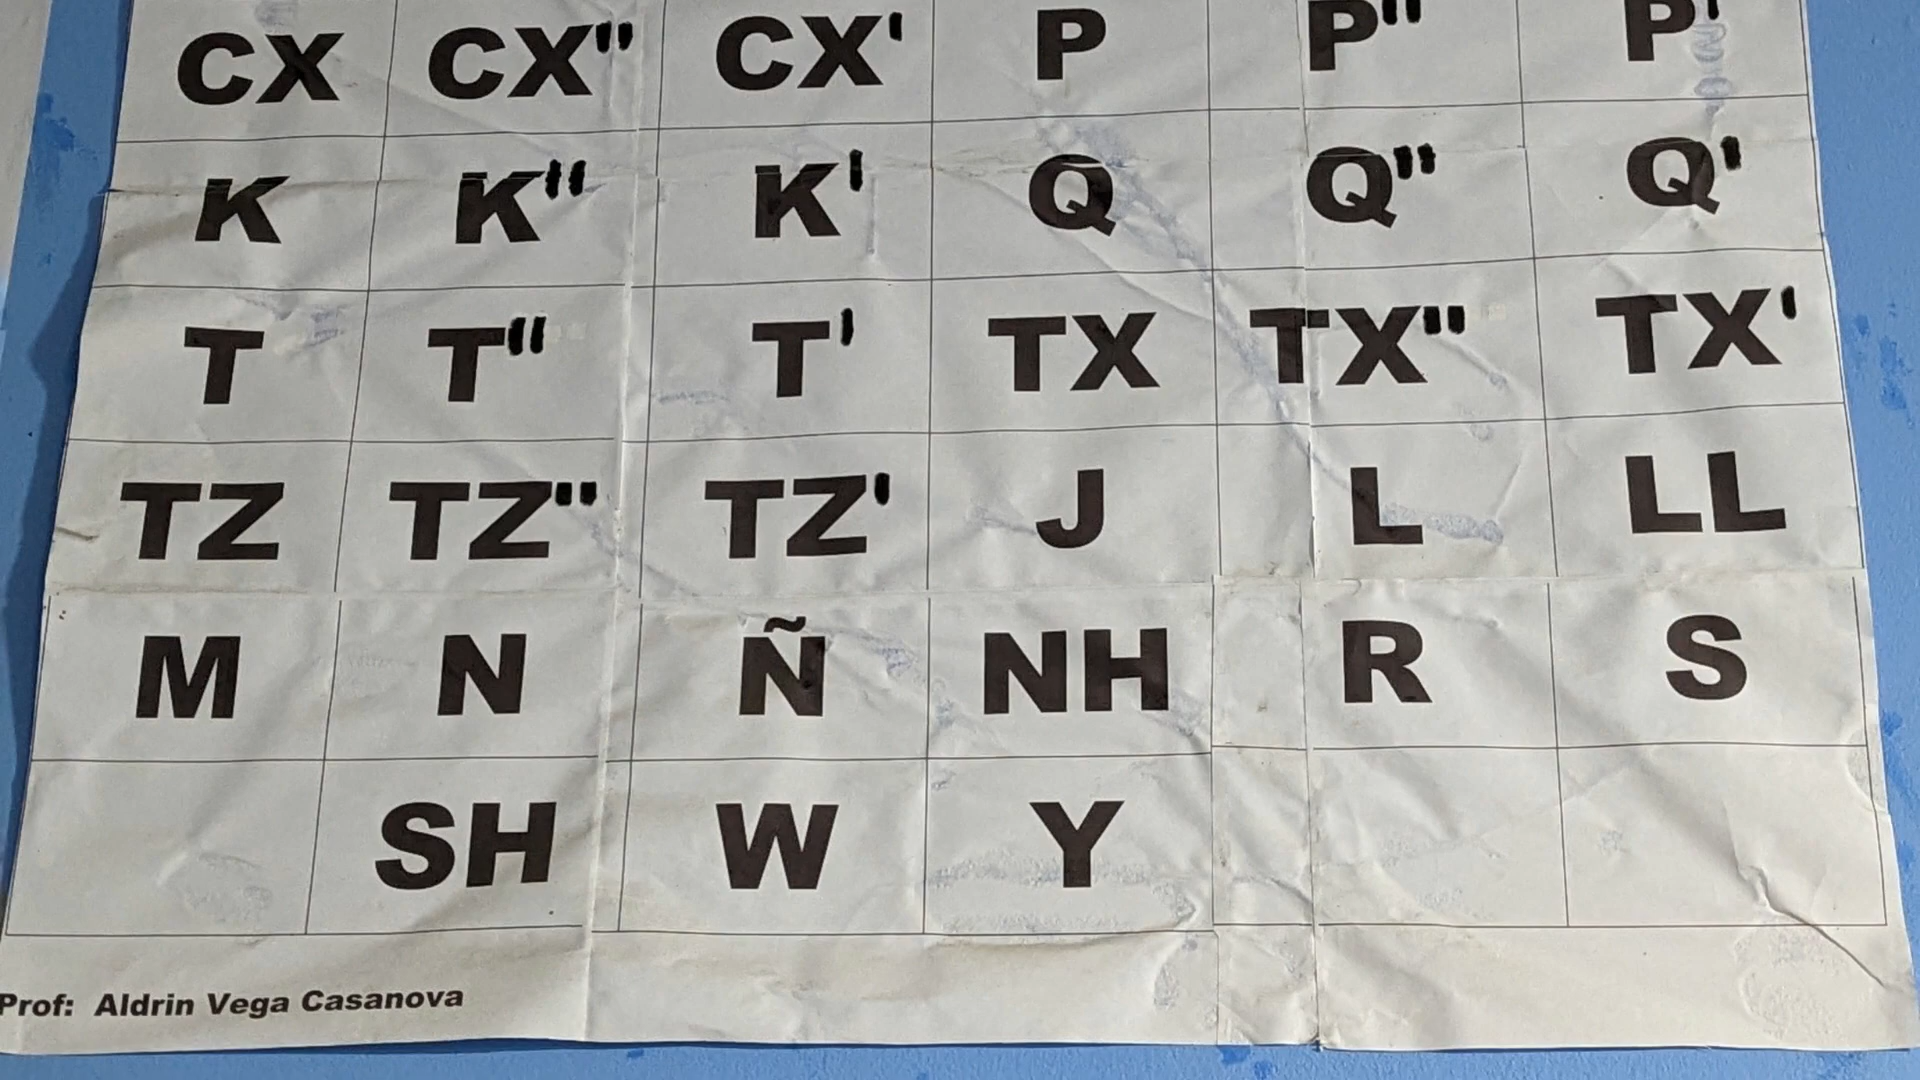 CX CX" CX' P P" P'
K K" K' Q Q" Q'
T T" T' TX TX" TX'
TZ TZ" TZ' J L LL
M N Ñ NH R S
SH W Y
Prof: Aldrin Vega Casanova